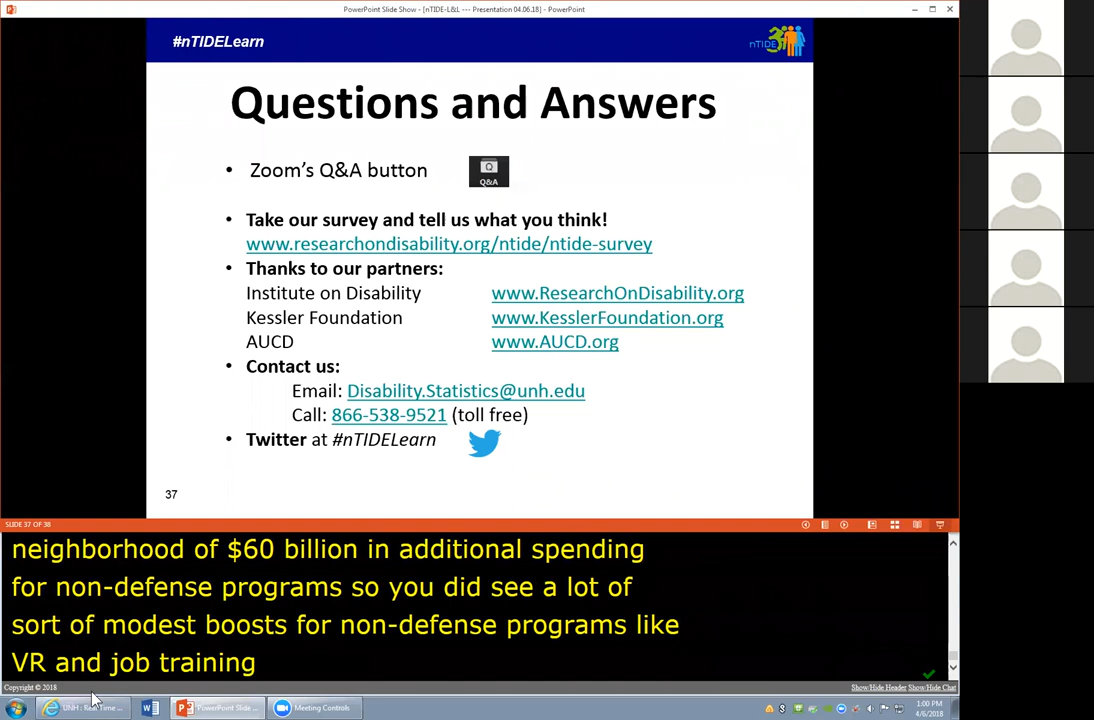 PowerPoint Slide Show - [nTIDE-L&L --- Presentation 04.06.18] - PowerPoint
#nTIDELearn
nTIDE
Questions and Answers
• Zoom's Q&A button
Q
Q&A
• Take our survey and tell us what you think!
www.researchondisability.org/ntide/ntide-survey
• Thanks to our partners:
Institute on Disability www.ResearchOnDisability.org
Kessler Foundation www.KesslerFoundation.org
AUCD www.AUCD.org
• Contact us:
Email: Disability.Statistics@unh.edu
Call: 866-538-9521 (toll free)
• Twitter at #nTIDELearn
37
SLIDE 37 OF 38
neighborhood of $60 billion in additional spending
for non-defense programs so you did see a lot of
sort of modest boosts for non-defense programs like
VR and job training
Copyright © 2018 Show/Hide Header Show/Hide Chat
UNH : Real-Time ... PowerPoint Slide ... Meeting Controls 1:00 PM
4/6/2018